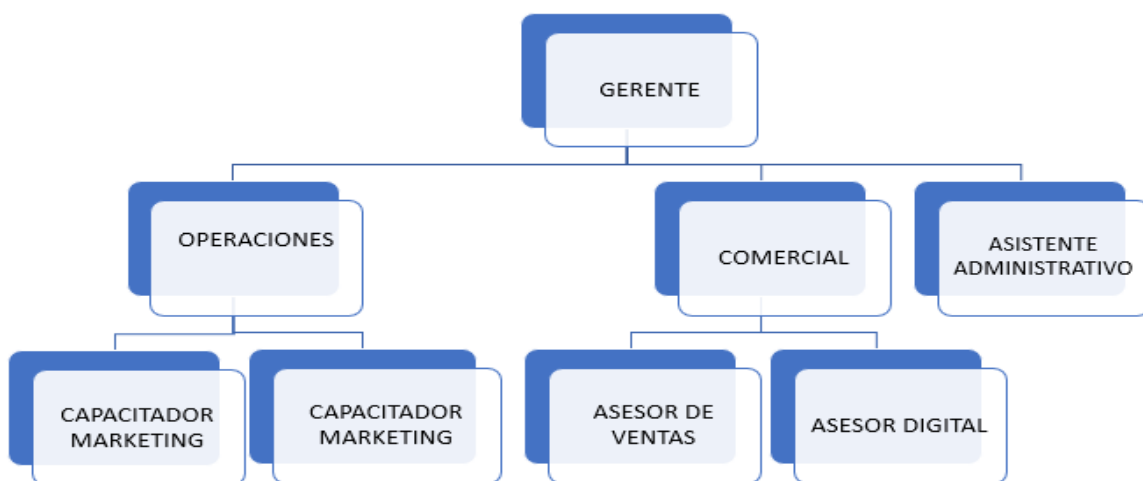 GERENTE
OPERACIONES
COMERCIAL
ASISTENTE
ADMINISTRATIVO
CAPACITADOR
MARKETING
CAPACITADOR
MARKETING
ASESOR DE
VENTAS
ASESOR DIGITAL